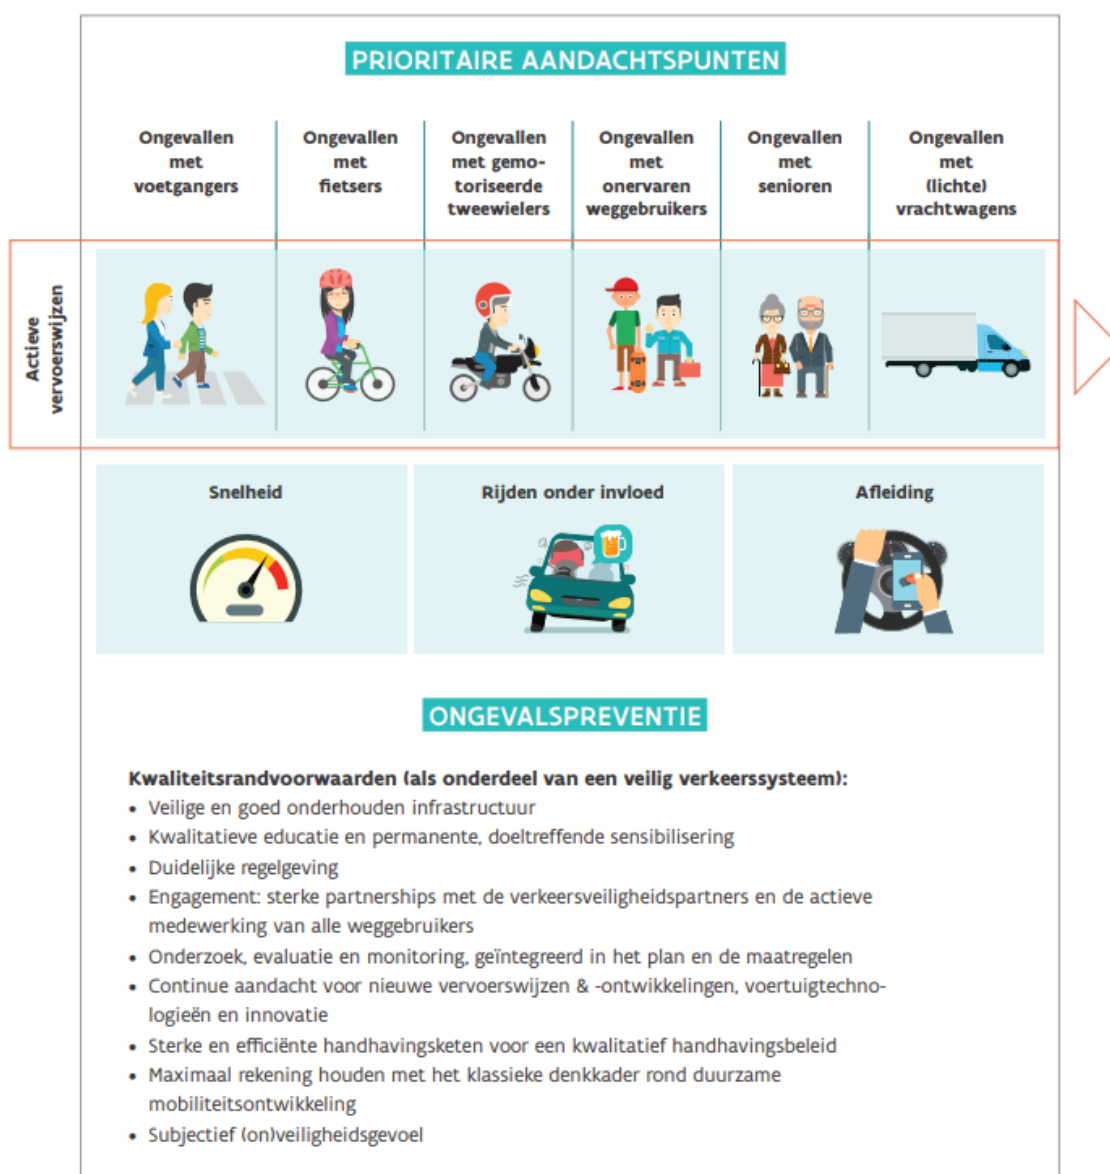 PRIORITAIRE AANDACHTSPUNTEN
Ongevallen
met
voetgangers
Ongevallen
met
fietsers
Ongevallen
met gemo-
toriseerde
tweewielers
Ongevallen
met
onervaren
weggebruikers
Ongevallen
met
senioren
Ongevallen
met
(lichte)
vrachtwagens
Actieve
vervoerswijzen
Snelheid
Rijden onder invloed
Afleiding
ONGEVALSPREVENTIE
Kwaliteitsrandvoorwaarden (als onderdeel van een veilig verkeerssysteem):
• Veilige en goed onderhouden infrastructuur
• Kwalitatieve educatie en permanente, doeltreffende sensibilisering
• Duidelijke regelgeving
• Engagement: sterke partnerships met de verkeersveiligheidspartners en de actieve
medewerking van alle weggebruikers
• Onderzoek, evaluatie en monitoring, geïntegreerd in het plan en de maatregelen
• Continue aandacht voor nieuwe vervoerswijzen & -ontwikkelingen, voertuigtechno-
logieën en innovatie
• Sterke en efficiënte handhavingsketen voor een kwalitatief handhavingsbeleid
• Maximaal rekening houden met het klassieke denkkader rond duurzame
mobiliteitsontwikkeling
• Subjectief (on)veiligheidsgevoel